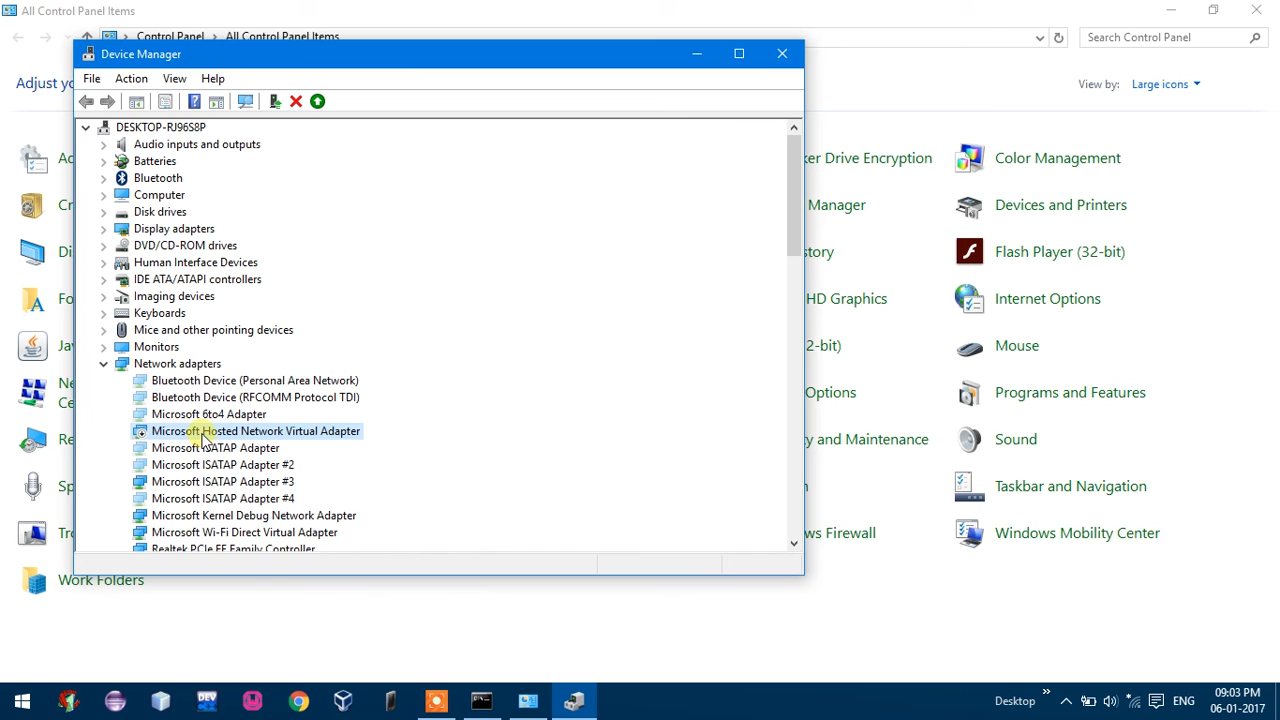 All Control Panel Items
Control Panel All Control Panel Items
Search Control Panel
Device Manager
File Action View Help
View by: Large icons
DESKTOP-RJ96S8P
Audio inputs and outputs
Batteries
Bluetooth
Computer
Disk drives
Display adapters
DVD/CD-ROM drives
Human Interface Devices
IDE ATA/ATAPI controllers
Imaging devices
Keyboards
Mice and other pointing devices
Monitors
Network adapters
Bluetooth Device (Personal Area Network)
Bluetooth Device (RFCOMM Protocol TDI)
Microsoft 6to4 Adapter
Microsoft Hosted Network Virtual Adapter
Microsoft ISATAP Adapter
Microsoft ISATAP Adapter #2
Microsoft ISATAP Adapter #3
Microsoft ISATAP Adapter #4
Microsoft Kernel Debug Network Adapter
Microsoft Wi-Fi Direct Virtual Adapter
Realtek PCIe FE Family Controller
Drive Encryption
Manager
HD Graphics
Options
and Maintenance
Firewall
Color Management
Devices and Printers
Flash Player (32-bit)
Internet Options
Mouse
Programs and Features
Sound
Taskbar and Navigation
Windows Mobility Center
Work Folders
DEV
Desktop
ENG
09:03 PM
06-01-2017